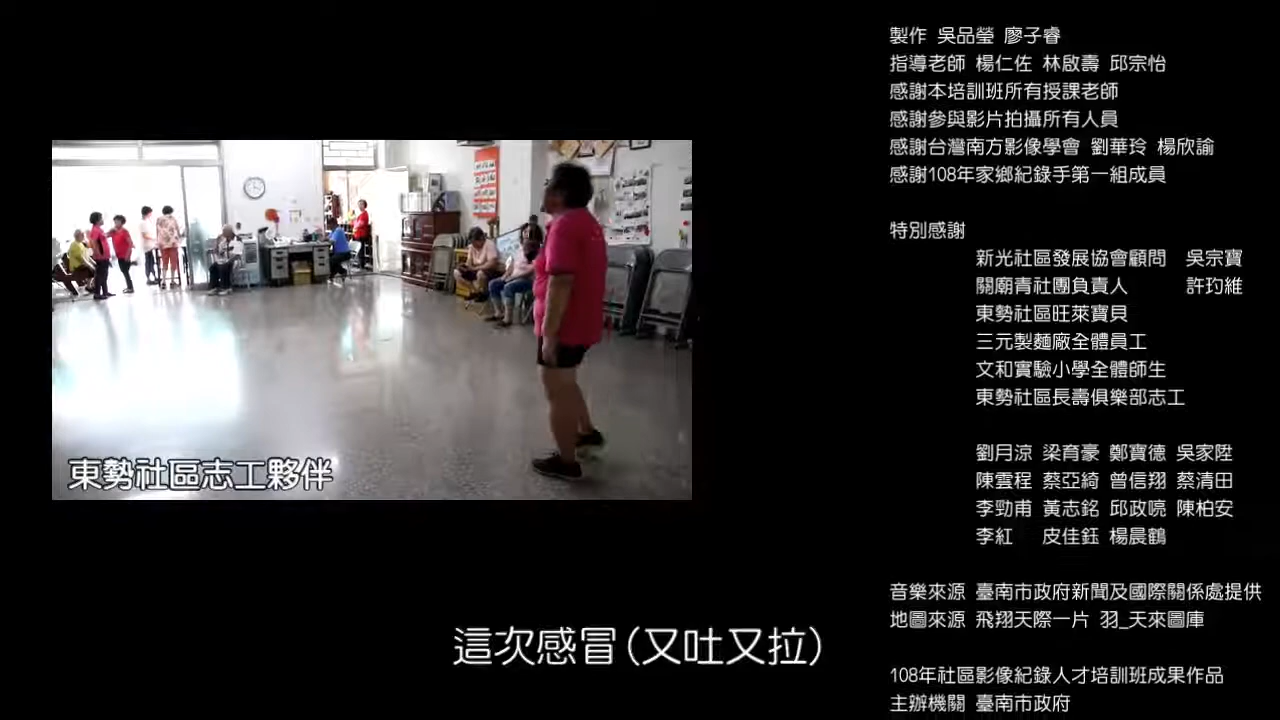 製作 吳品瑩 廖子睿
指導老師 楊仁佐 林啟壽 邱宗怡
感謝本培訓班所有授課老師
感謝參與影片拍攝所有人員
感謝台灣南方影像學會 劉華玲 楊欣諭
感謝108年家鄉紀錄手第一組成員
特別感謝
新光社區發展協會顧問 吳宗寶
關廟青社團負責人 許玓維
東勢社區旺萊寶貝
三元製麵廠全體員工
文和實驗小學全體師生
東勢社區長壽俱樂部志工
劉月涼 梁育豪 鄭寶德 吳家陞
陳雲程 蔡亞綺 曾信翔 蔡清田
李勁甫 黃志銘 邱政喨 陳柏安
李紅 皮佳鈺 楊晨鶴
音樂來源 臺南市政府新聞及國際關係處提供
地圖來源 飛翔天際一片 羽_天來圖庫
108年社區影像紀錄人才培訓班成果作品
主辦機關 臺南市政府
東勢社區志工夥伴
這次感冒(又吐又拉)